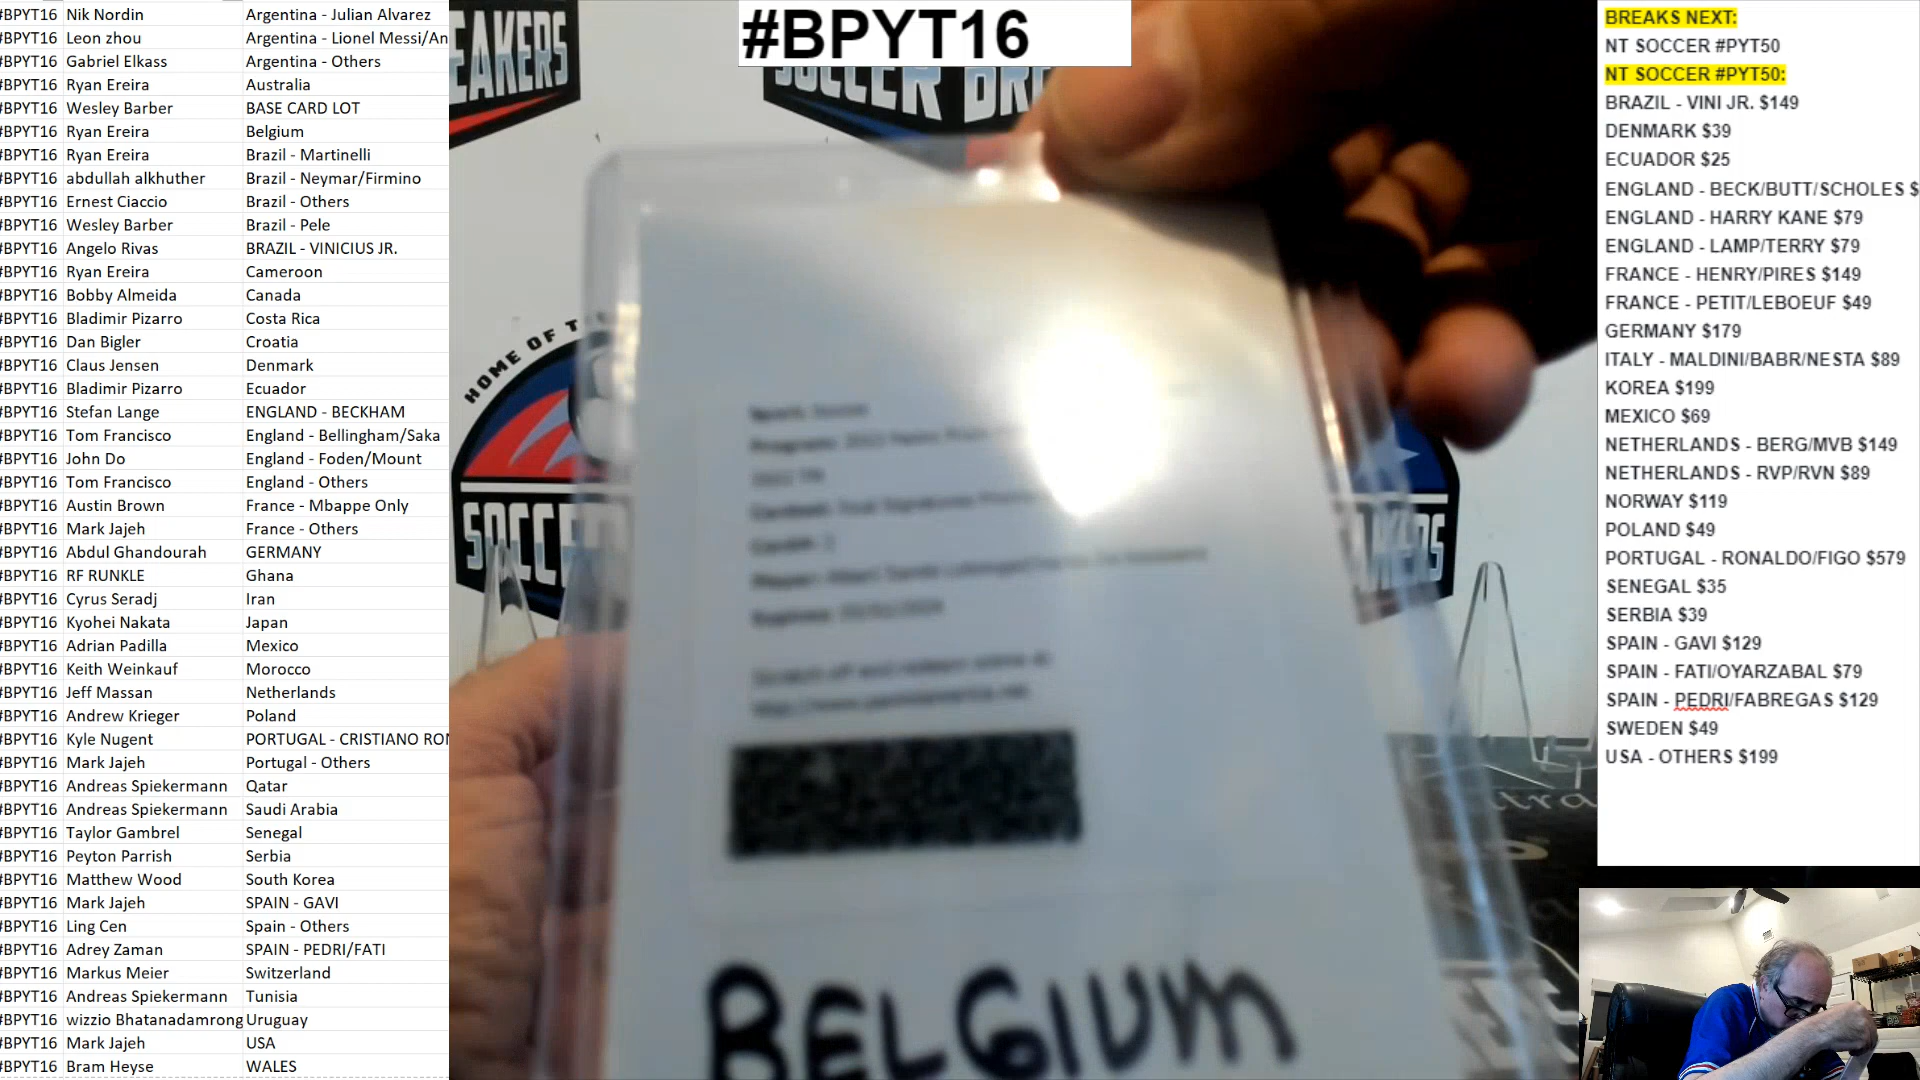 #BPYT16 Nik Nordin Argentina - Julian Alvarez
#BPYT16 Leon zhou Argentina - Lionel Messi/An
#BPYT16 Gabriel Elkass Argentina - Others
#BPYT16 Ryan Ereira Australia
#BPYT16 Wesley Barber BASE CARD LOT
#BPYT16 Ryan Ereira Belgium
#BPYT16 Ryan Ereira Brazil - Martinelli
#BPYT16 abdullah alkhuther Brazil - Neymar/Firmino
#BPYT16 Ernest Ciaccio Brazil - Others
#BPYT16 Wesley Barber Brazil - Pele
#BPYT16 Angelo Rivas BRAZIL - VINICIUS JR.
#BPYT16 Ryan Ereira Cameroon
#BPYT16 Bobby Almeida Canada
#BPYT16 Bladimir Pizarro Costa Rica
#BPYT16 Dan Bigler Croatia
#BPYT16 Claus Jensen Denmark
#BPYT16 Bladimir Pizarro Ecuador
#BPYT16 Stefan Lange ENGLAND - BECKHAM
#BPYT16 Tom Francisco England - Bellingham/Saka
#BPYT16 John Do England - Foden/Mount
#BPYT16 Tom Francisco England - Others
#BPYT16 Austin Brown France - Mbappe Only
#BPYT16 Mark Jajeh France - Others
#BPYT16 Abdul Ghandourah GERMANY
#BPYT16 RF RUNKLE Ghana
#BPYT16 Cyrus Seradj Iran
#BPYT16 Kyohei Nakata Japan
#BPYT16 Adrian Padilla Mexico
#BPYT16 Keith Weinkauf Morocco
#BPYT16 Jeff Massan Netherlands
#BPYT16 Andrew Krieger Poland
#BPYT16 Kyle Nugent PORTUGAL - CRISTIANO RON
#BPYT16 Mark Jajeh Portugal - Others
#BPYT16 Andreas Spiekermann Qatar
#BPYT16 Andreas Spiekermann Saudi Arabia
#BPYT16 Taylor Gambrel Senegal
#BPYT16 Peyton Parrish Serbia
#BPYT16 Matthew Wood South Korea
#BPYT16 Mark Jajeh SPAIN - GAVI
#BPYT16 Ling Cen Spain - Others
#BPYT16 Adrey Zaman SPAIN - PEDRI/FATI
#BPYT16 Markus Meier Switzerland
#BPYT16 Andreas Spiekermann Tunisia
#BPYT16 wizzio Bhatanadamrong Uruguay
#BPYT16 Mark Jajeh USA
#BPYT16 Bram Heyse WALES
#BPYT16
EAKERS
SOCCER BRE
HOME OF T
SOCCE
Sport: Soccer
Expires:
Scratch off and redeem online at:
BELGIUM
BREAKS NEXT:
NT SOCCER #PYT50
NT SOCCER #PYT50:
BRAZIL - VINI JR. $149
DENMARK $39
ECUADOR $25
ENGLAND - BECK/BUTT/SCHOLES $
ENGLAND - HARRY KANE $79
ENGLAND - LAMP/TERRY $79
FRANCE - HENRY/PIRES $149
FRANCE - PETIT/LEBOEUF $49
GERMANY $179
ITALY - MALDINI/BABR/NESTA $89
KOREA $199
MEXICO $69
NETHERLANDS - BERG/MVB $149
NETHERLANDS - RVP/RVN $89
NORWAY $119
POLAND $49
PORTUGAL - RONALDO/FIGO $579
SENEGAL $35
SERBIA $39
SPAIN - GAVI $129
SPAIN - FATI/OYARZABAL $79
SPAIN - PEDRI/FABREGAS $129
SWEDEN $49
USA - OTHERS $199